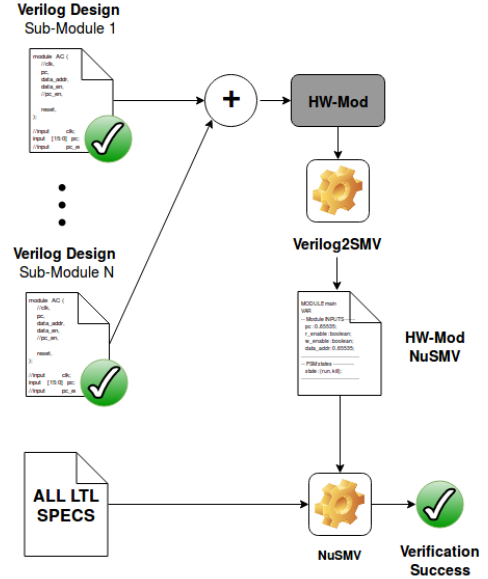 Verilog Design
Sub-Module 1
module AC (
//clk,
pc,
data_addr,
data_en,
//pc_en,
reset,
);
//input clk;
input [15:0] pc;
//input pc_e
+
HW-Mod
Verilog2SMV
Verilog Design
Sub-Module N
module AC (
//clk,
pc,
data_addr,
data_en,
//pc_en,
reset,
);
//input clk;
input [15:0] pc;
//input pc_e
MODULE main
VAR
-- Module INPUTS------
pc : 0..65535;
r_enable : boolean;
w_enable : boolean;
data_addr: 0..65535;
-- FSM states ------------
state : {run, kill};
HW-Mod
NuSMV
ALL LTL
SPECS
NuSMV
Verification
Success